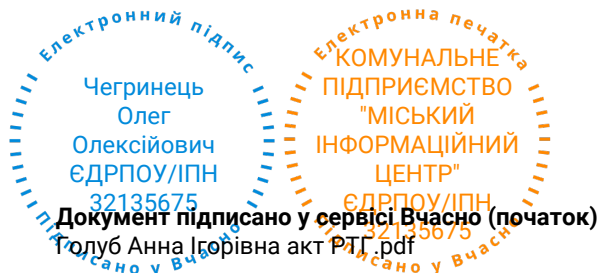 Електронний підпис
Чегринець
Олег
Олексійович
ЄДРПОУ/ІПН
32135675
Підписано у Вчасно
Електронна печатка
КОМУНАЛЬНЕ
ПІДПРИЄМСТВО
"МІСЬКИЙ
ІНФОРМАЦІЙНИЙ
ЦЕНТР"
ЄДРПОУ/ІПН
32135675
Підписано у Вчасно
Документ підписано у сервісі Вчасно (початок)
Голуб Анна Ігорівна акт РТГ.pdf